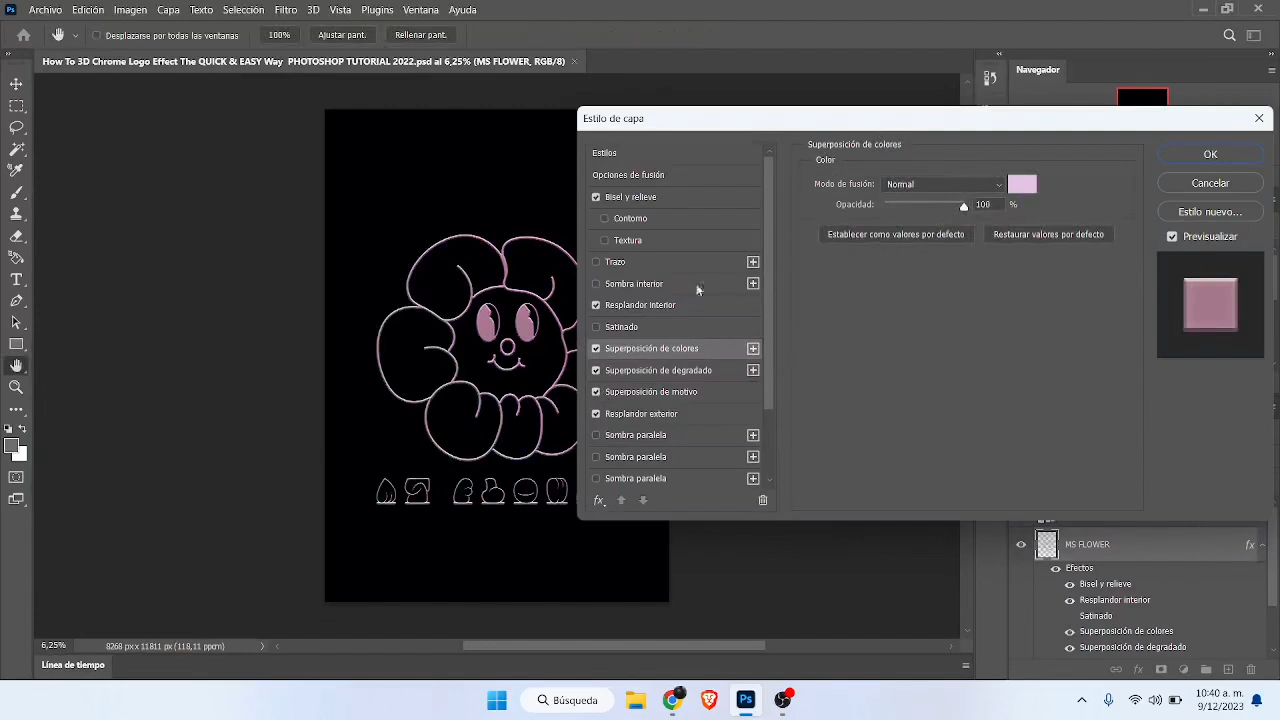 Ps Archivo Edición Imagen Capa Texto Selección Filtro 3D Vista Plugins Ventana Ayuda
Desplazarse por todas las ventanas 100% Ajustar pant. Rellenar pant.
How To 3D Chrome Logo Effect The QUICK & EASY Way PHOTOSHOP TUTORIAL 2022.psd al 6,25% (MS FLOWER, RGB/8)
Navegador
Estilo de capa
Estilos
Opciones de fusión
Bisel y relieve
Contorno
Textura
Trazo
Sombra interior
Resplandor interior
Satinado
Superposición de colores
Superposición de degradado
Superposición de motivo
Resplandor exterior
Sombra paralela
Sombra paralela
Sombra paralela
fx
Superposición de colores
Color
Modo de fusión: Normal
Opacidad: 100 %
Establecer como valores por defecto Restaurar valores por defecto
OK
Cancelar
Estilo nuevo...
Previsualizar
MS FLOWER fx
Efectos
Bisel y relieve
Resplandor interior
Satinado
Superposición de colores
Superposición de degradado
fx
6,25% 8268 px x 11811 px (118,11 ppcm)
Línea de tiempo
Búsqueda
Ps
10:40 a. m.
9/12/2023